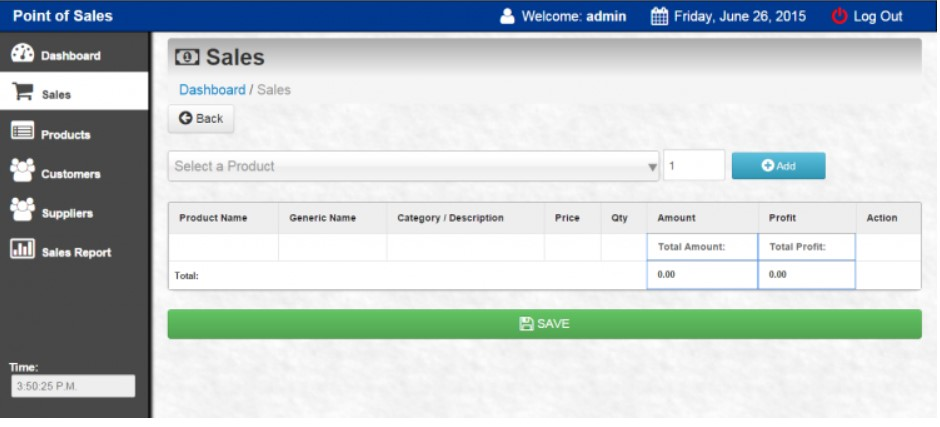 Point of Sales
Welcome: admin
Friday, June 26, 2015
Log Out
Dashboard
Sales
Products
Customers
Suppliers
Sales Report
Time:
3:50:25 P.M.
Sales
Dashboard / Sales
Back
Select a Product
1
Add
Product Name Generic Name Category / Description Price Qty Amount Profit Action
Total Amount: Total Profit:
Total: 0.00 0.00
SAVE